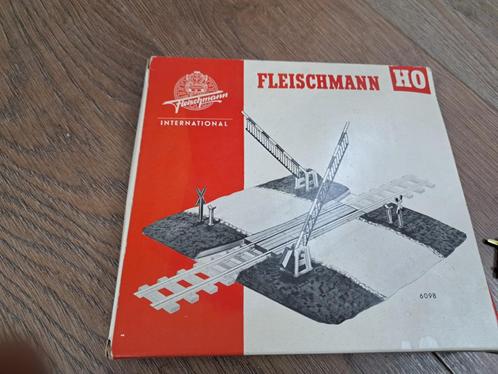 Fleischmann
INTERNATIONAL
FLEISCHMANN HO
6098